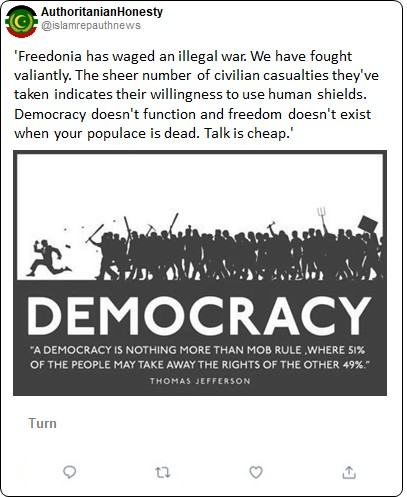 AuthoritanianHonesty
@islamrepauthnews
'Freedonia has waged an illegal war. We have fought
valiantly. The sheer number of civilian casualties they've
taken indicates their willingness to use human shields.
Democracy doesn't function and freedom doesn't exist
when your populace is dead. Talk is cheap.'
DEMOCRACY
"A DEMOCRACY IS NOTHING MORE THAN MOB RULE ,WHERE 51%
OF THE PEOPLE MAY TAKE AWAY THE RIGHTS OF THE OTHER 49%."
THOMAS JEFFERSON
Turn